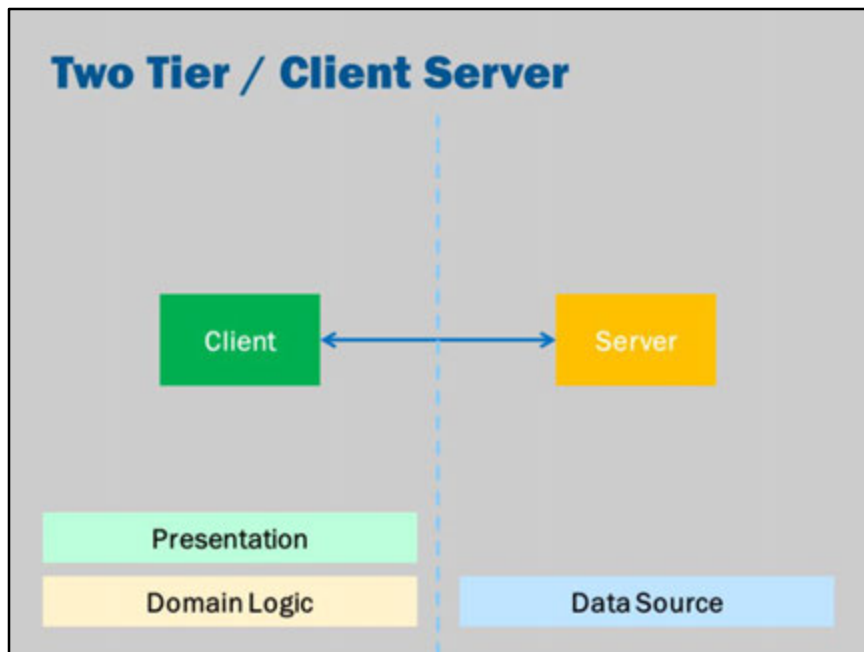 Two Tier / Client Server
Client
Server
Presentation
Domain Logic
Data Source